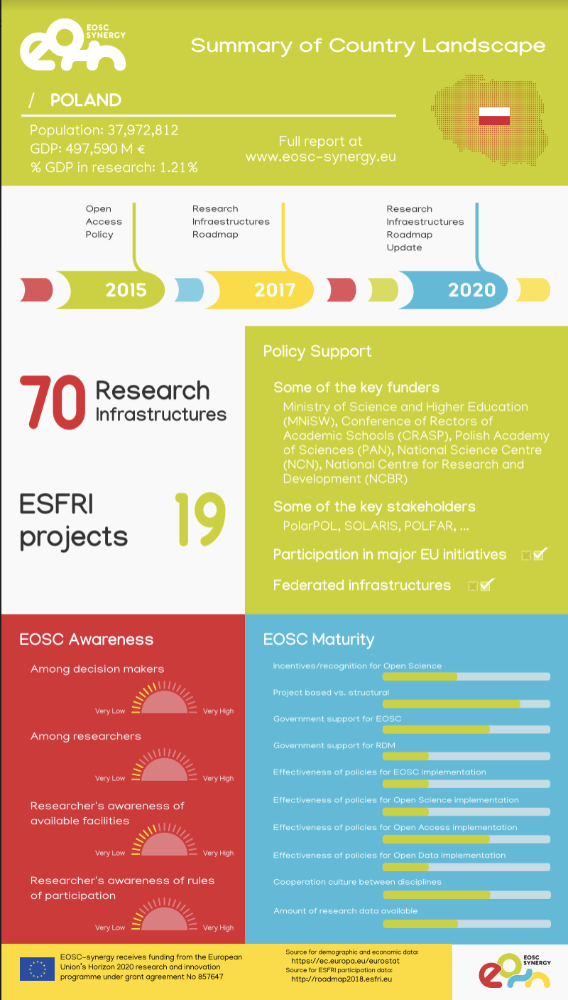 EOSC
SYNERGY
Summary of Country Landscape
/ POLAND
Population: 37,972,812
GDP: 497,590 M €
% GDP in research: 1.21%
Full report at
www.eosc-synergy.eu
Open
Access
Policy
Research
Infraestructures
Roadmap
Research
Infraestructures
Roadmap
Update
2015
2017
2020
70 Research
Infrastructures
ESFRI
projects
19
Policy Support
Some of the key funders
Ministry of Science and Higher Education
(MNiSW), Conference of Rectors of
Academic Schools (CRASP), Polish Academy
of Sciences (PAN), National Science Centre
(NCN), National Centre for Research and
Development (NCBR)
Some of the key stakeholders
PolarPOL, SOLARIS, POLFAR, ...
Participation in major EU initiatives
Federated infrastructures
EOSC Awareness
Among decision makers
Very Low Very High
Among researchers
Very Low Very High
Researcher's awareness of
available facilities
Very Low Very High
Researcher's awareness of rules
of participation
Very Low Very High
EOSC Maturity
Incentives/recognition for Open Science
Project based vs. structural
Government support for EOSC
Government support for RDM
Effectiveness of policies for EOSC implementation
Effectiveness of policies for Open Science implementation
Effectiveness of policies for Open Access implementation
Effectiveness of policies for Open Data implementation
Cooperation culture between disciplines
Amount of research data available
EOSC-synergy receives funding from the European
Union's Horizon 2020 research and innovation
programme under grant agreement No 857647
Source for demographic and economic data:
https://ec.europa.eu/eurostat
Source for ESFRI participation data:
http://roadmap2018.esfri.eu
EOSC
SYNERGY